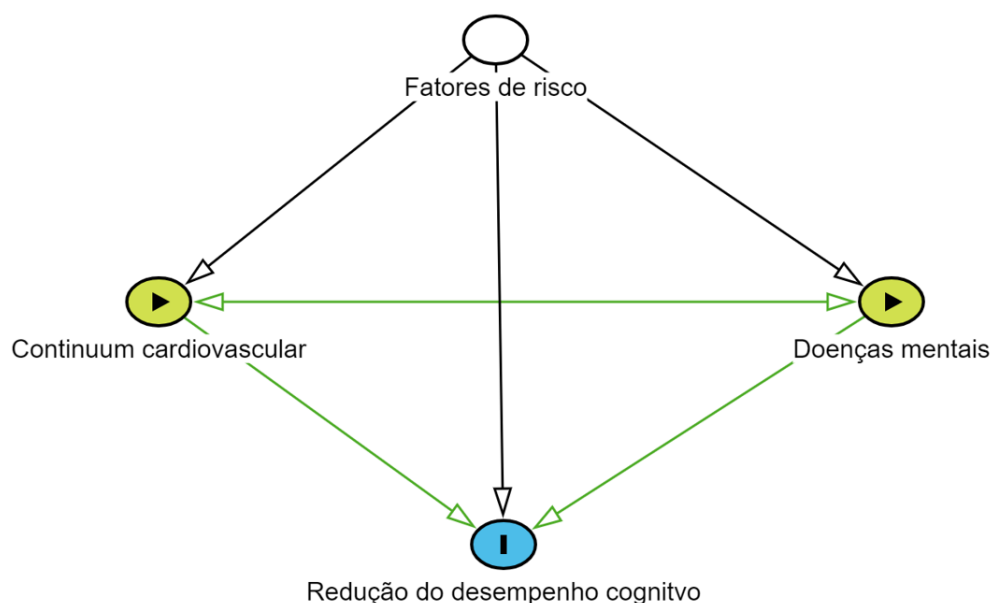 Fatores de risco
Continuum cardiovascular
Doenças mentais
Redução do desempenho cognitvo